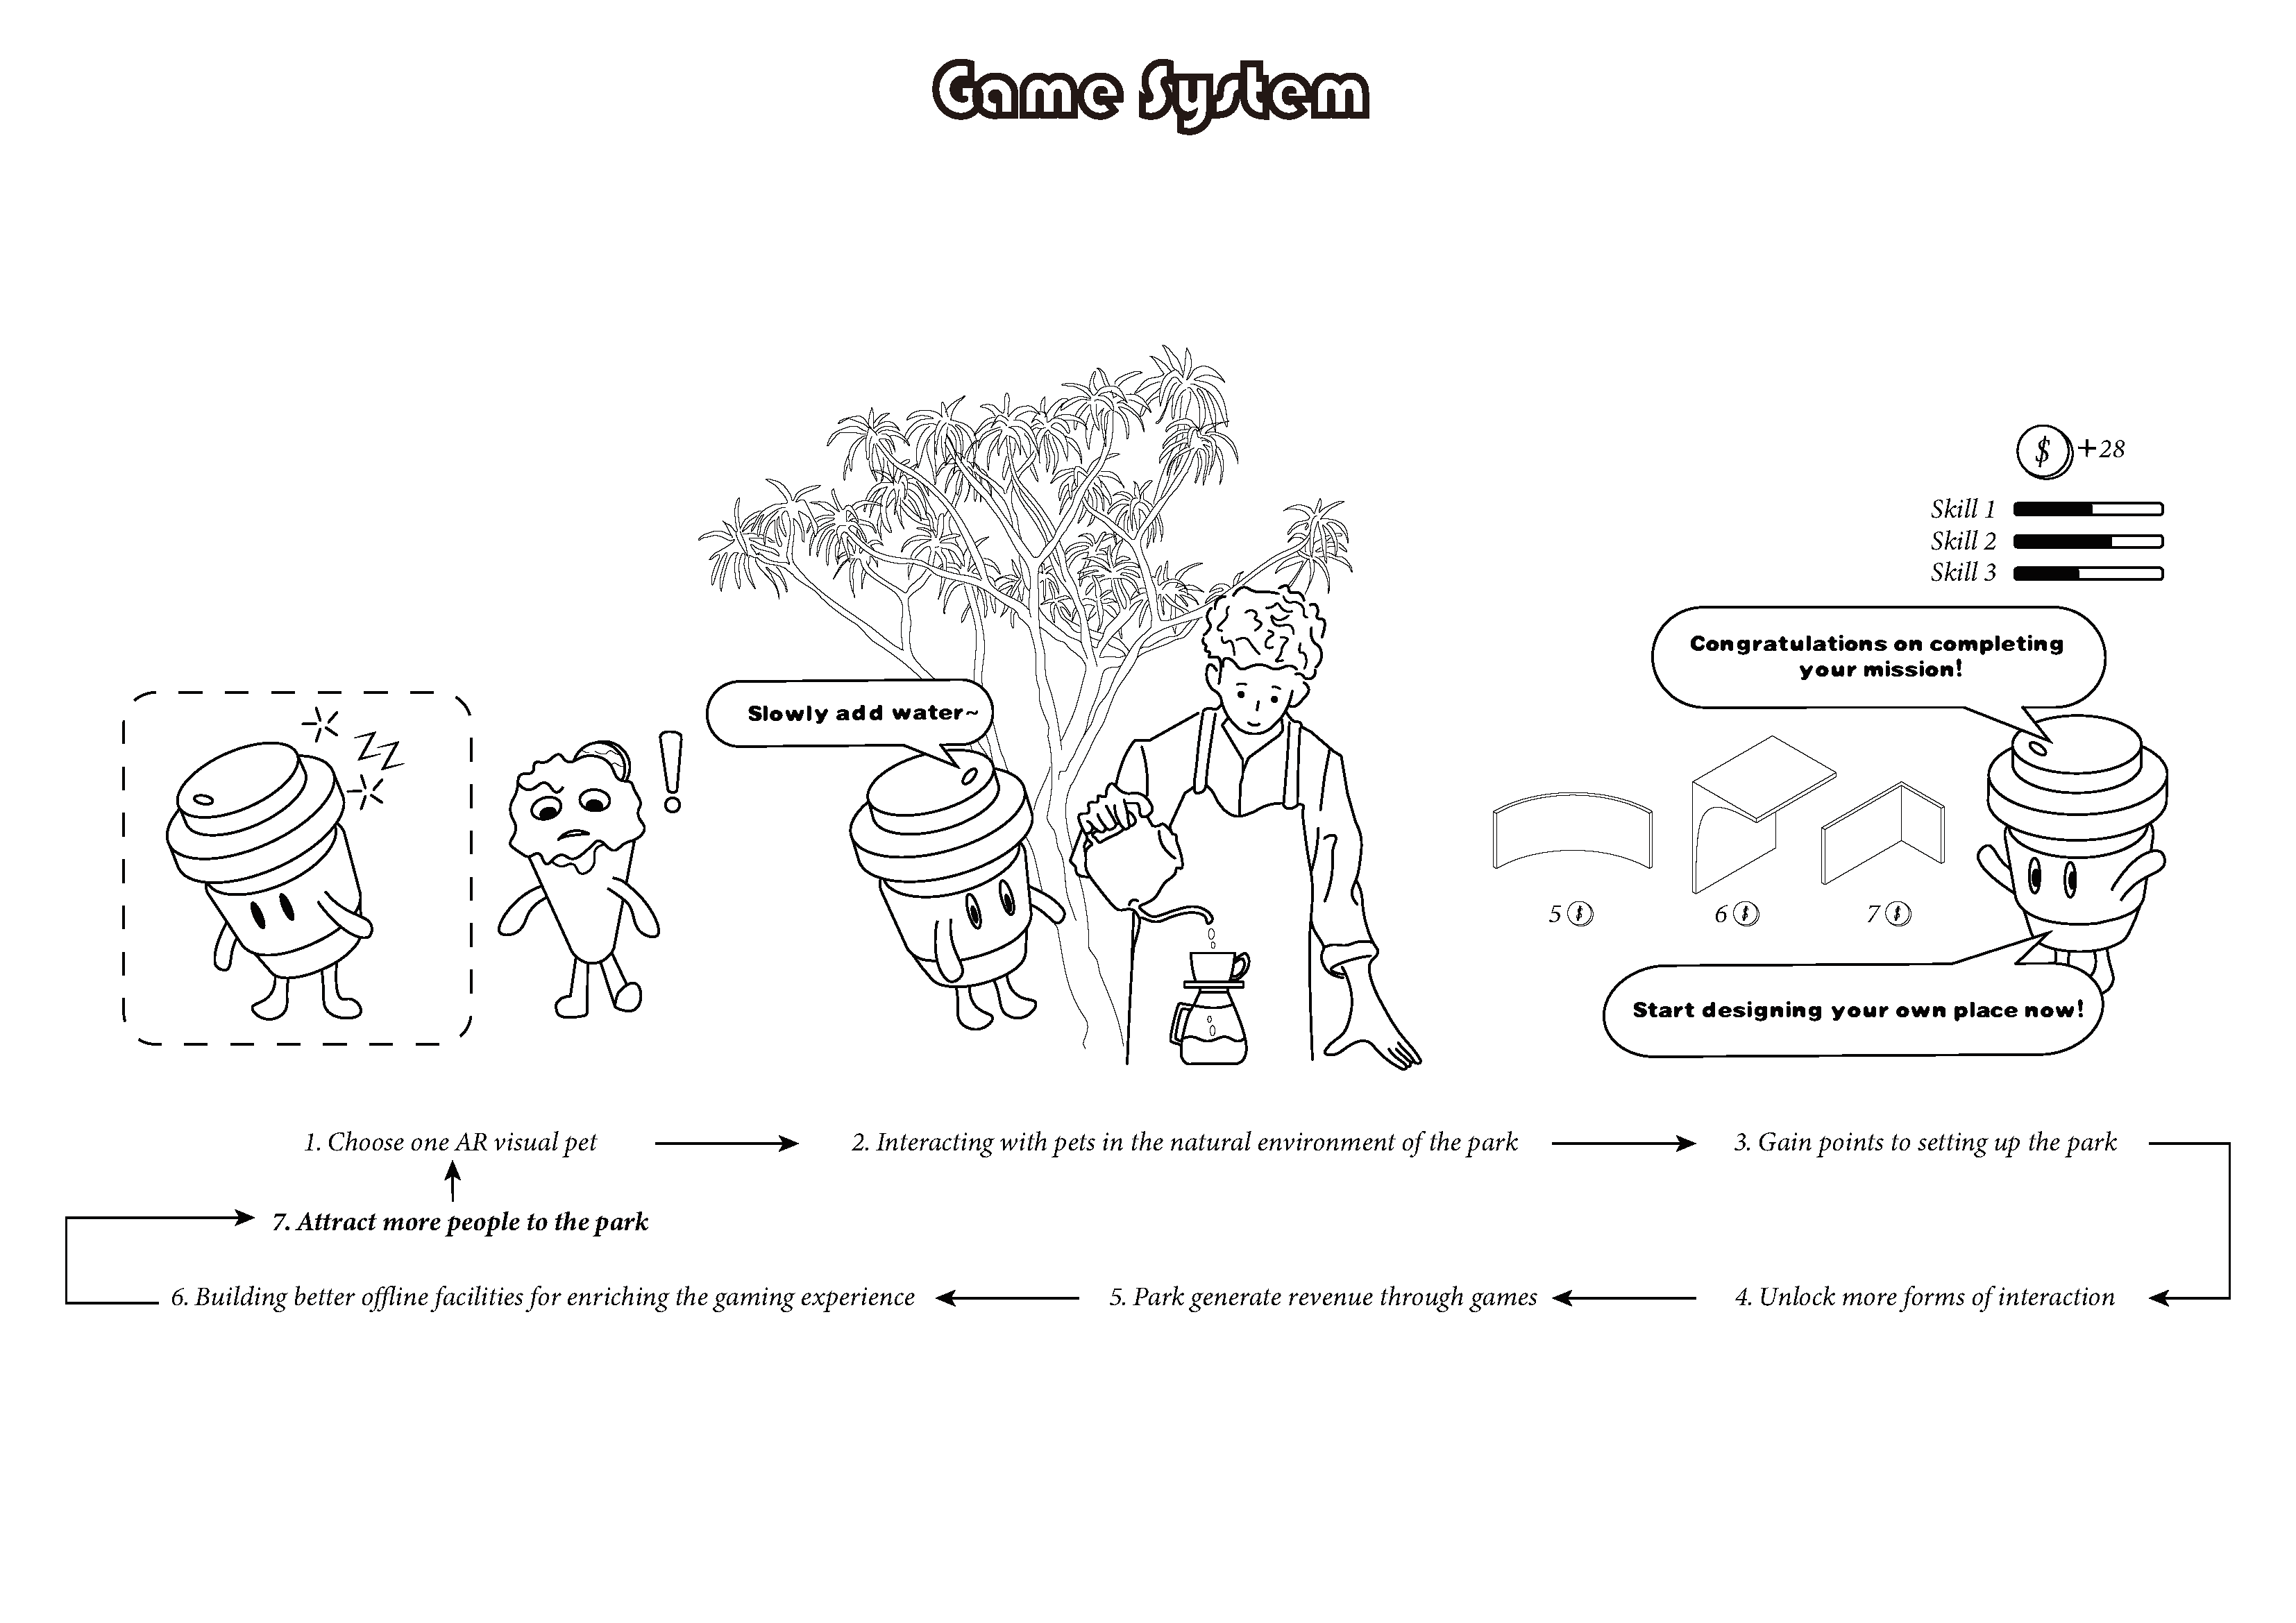 Game System
$ +28
Skill 1
Skill 2
Skill 3
Congratulations on completing
your mission!
ZZ
!
Slowly add water~
5 $
6 $
7 $
Start designing your own place now!
1. Choose one AR visual pet
2. Interacting with pets in the natural environment of the park
3. Gain points to setting up the park
7. Attract more people to the park
6. Building better offline facilities for enriching the gaming experience
5. Park generate revenue through games
4. Unlock more forms of interaction